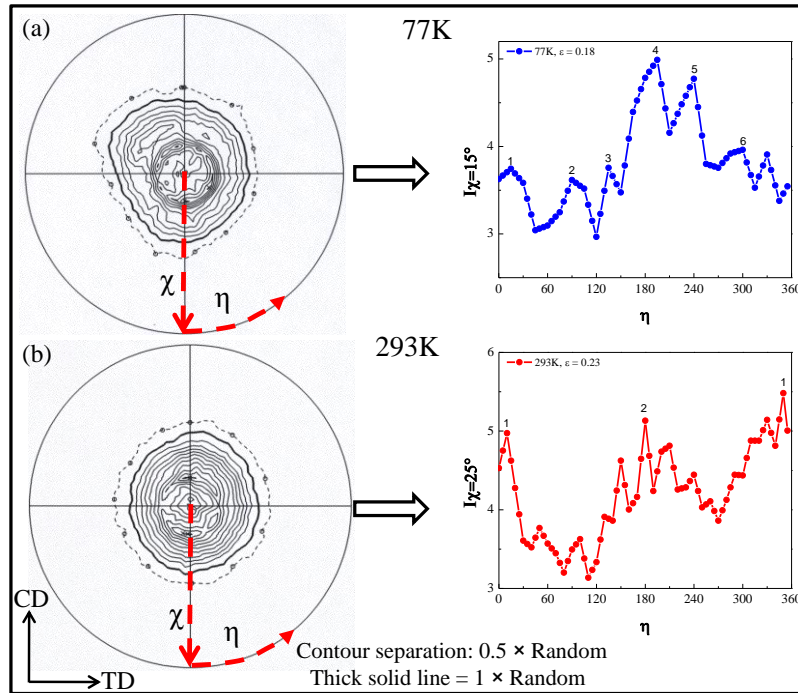 (a)
77K
χ
η
77K, ε = 0.18
1
2
3
4
5
6
5
4
3
Iχ=15°
0 60 120 180 240 300 360
η
(b)
293K
χ
η
CD
TD
293K, ε = 0.23
1
2
1
6
5
4
3
Iχ=25°
0 60 120 180 240 300 360
η
Contour separation: 0.5 × Random
Thick solid line = 1 × Random